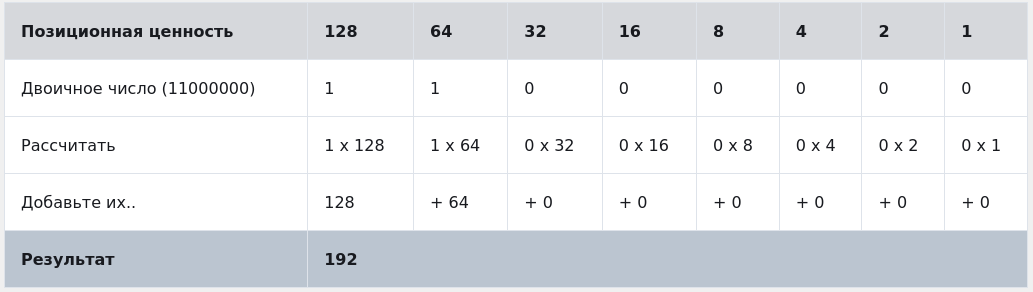 Позиционная ценность 128 64 32 16 8 4 2 1
Двоичное число (11000000) 1 1 0 0 0 0 0 0
Рассчитать 1 x 128 1 x 64 0 x 32 0 x 16 0 x 8 0 x 4 0 x 2 0 x 1
Добавьте их.. 128 + 64 + 0 + 0 + 0 + 0 + 0 + 0
Результат 192